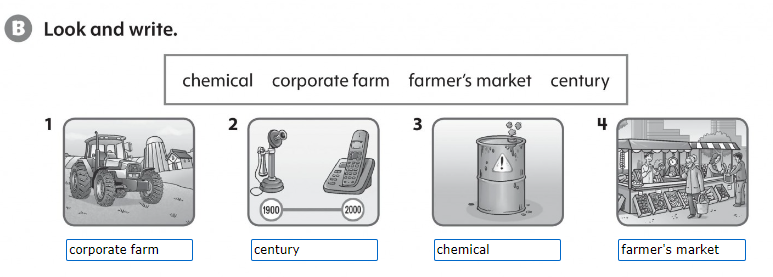 B Look and write.
chemical corporate farm farmer’s market century
1 2 3 4
1900 2000
corporate farm century chemical farmer's market